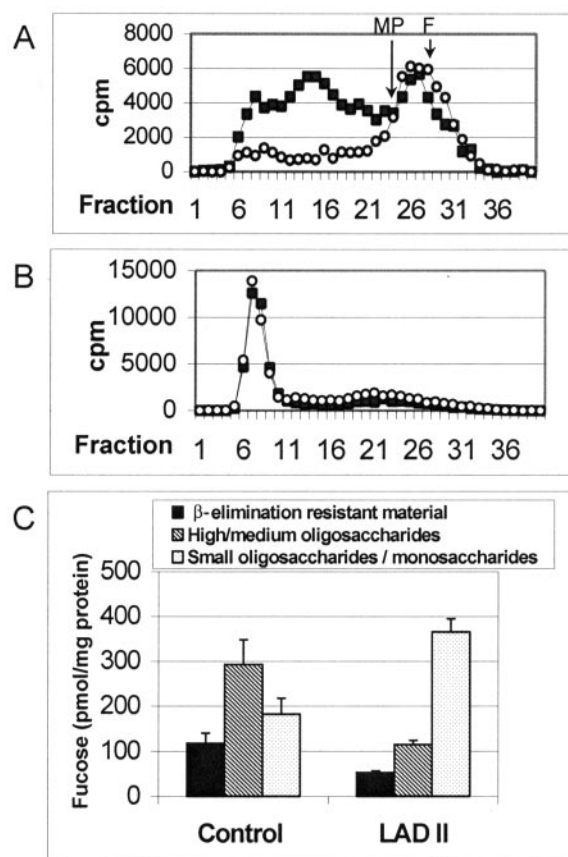 A
MP
F
8000
6000
4000
2000
0
cpm
Fraction 1 6 11 16 21 26 31 36
B
15000
10000
5000
0
cpm
Fraction 1 6 11 16 21 26 31 36
C
β-elimination resistant material
High/medium oligosaccharides
Small oligosaccharides / monosaccharides
500
400
300
200
100
0
Fucose (pmol/mg protein)
Control LAD II